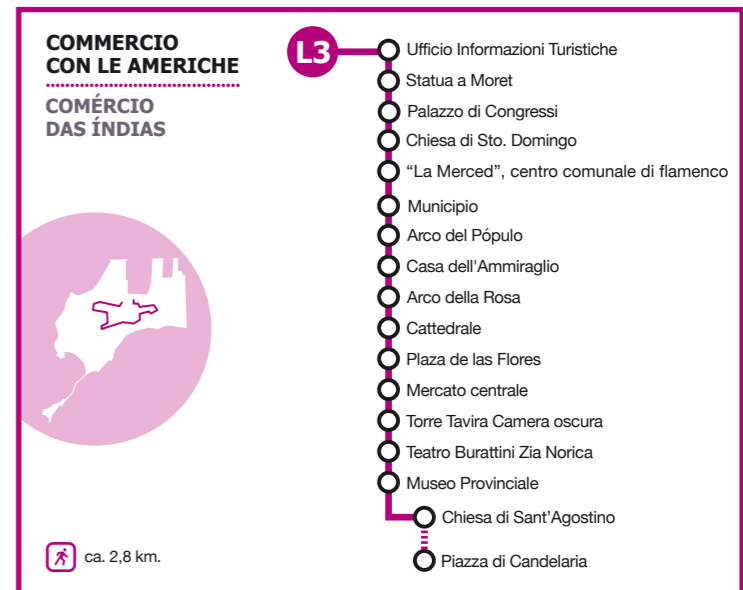 COMMERCIO
CON LE AMERICHE
COMÉRCIO
DAS ÍNDIAS
L3
Ufficio Informazioni Turistiche
Statua a Moret
Palazzo di Congressi
Chiesa di Sto. Domingo
“La Merced”, centro comunale di flamenco
Municipio
Arco del Pópulo
Casa dell'Ammiraglio
Arco della Rosa
Cattedrale
Plaza de las Flores
Mercato centrale
Torre Tavira Camera oscura
Teatro Burattini Zia Norica
Museo Provinciale
Chiesa di Sant’Agostino
Piazza di Candelaria
ca. 2,8 km.